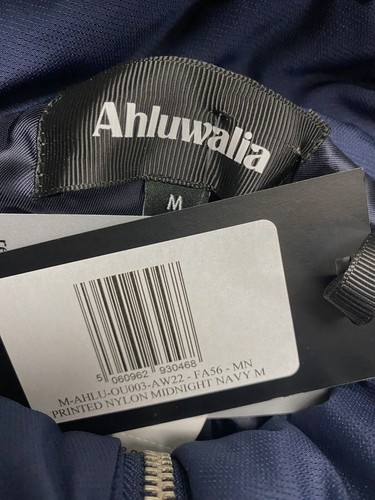 Ahluwalia
M
5 060962 930468
M-AHLU-OU003-AW22 - FA56 - MN
PRINTED NYLON MIDNIGHT NAVY M